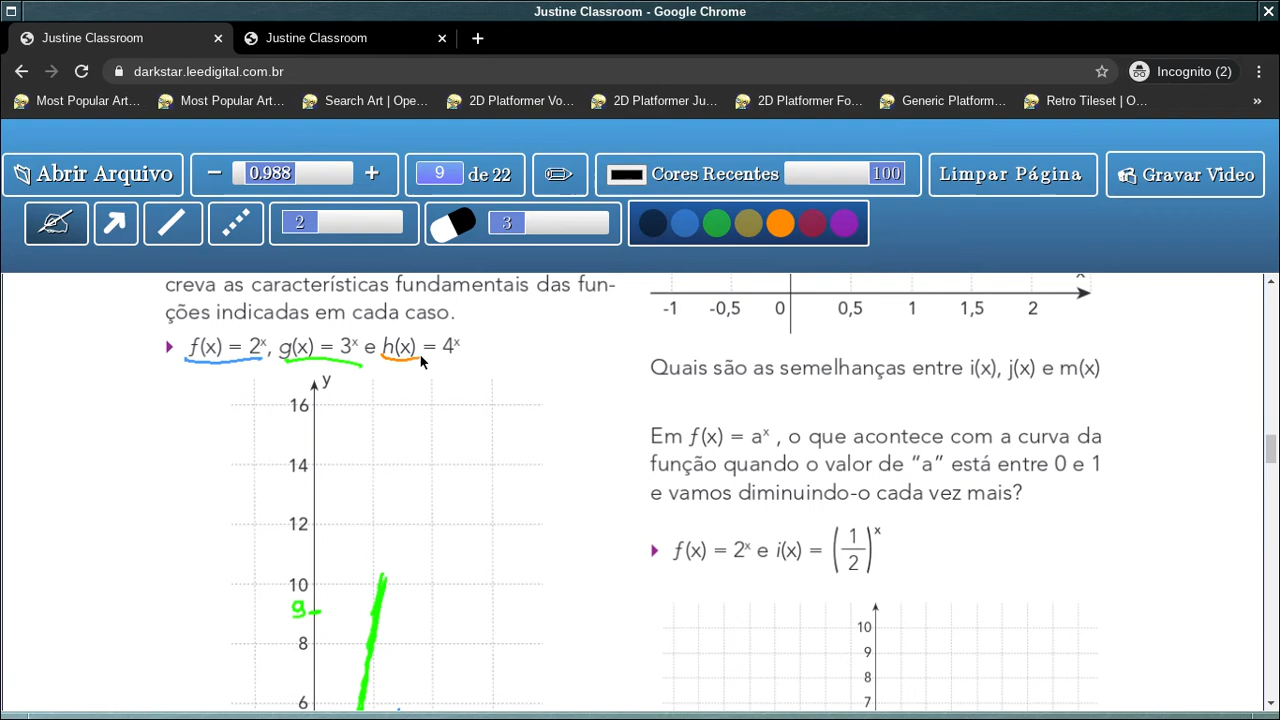 Justine Classroom - Google Chrome
Justine Classroom
Justine Classroom
darkstar.leedigital.com.br
Incognito (2)
Most Popular Art...
Most Popular Art...
Search Art | Ope...
2D Platformer Vo...
2D Platformer Ju...
2D Platformer Fo...
Generic Platform...
Retro Tileset | O...
»
Abrir Arquivo
− 0.988 +
9 de 22
Cores Recentes 100
Limpar Página
Gravar Video
2
3
creva as características fundamentais das fun-
ções indicadas em cada caso.
f(x) = 2ˣ, g(x) = 3ˣ e h(x) = 4ˣ
y
16
14
12
10
9
8
6
x
-1 -0,5 0 0,5 1 1,5 2
Quais são as semelhanças entre i(x), j(x) e m(x)
Em f(x) = aˣ , o que acontece com a curva da
função quando o valor de “a” está entre 0 e 1
e vamos diminuindo-o cada vez mais?
f(x) = 2ˣ e i(x) = (1/2)ˣ
10
9
8
7